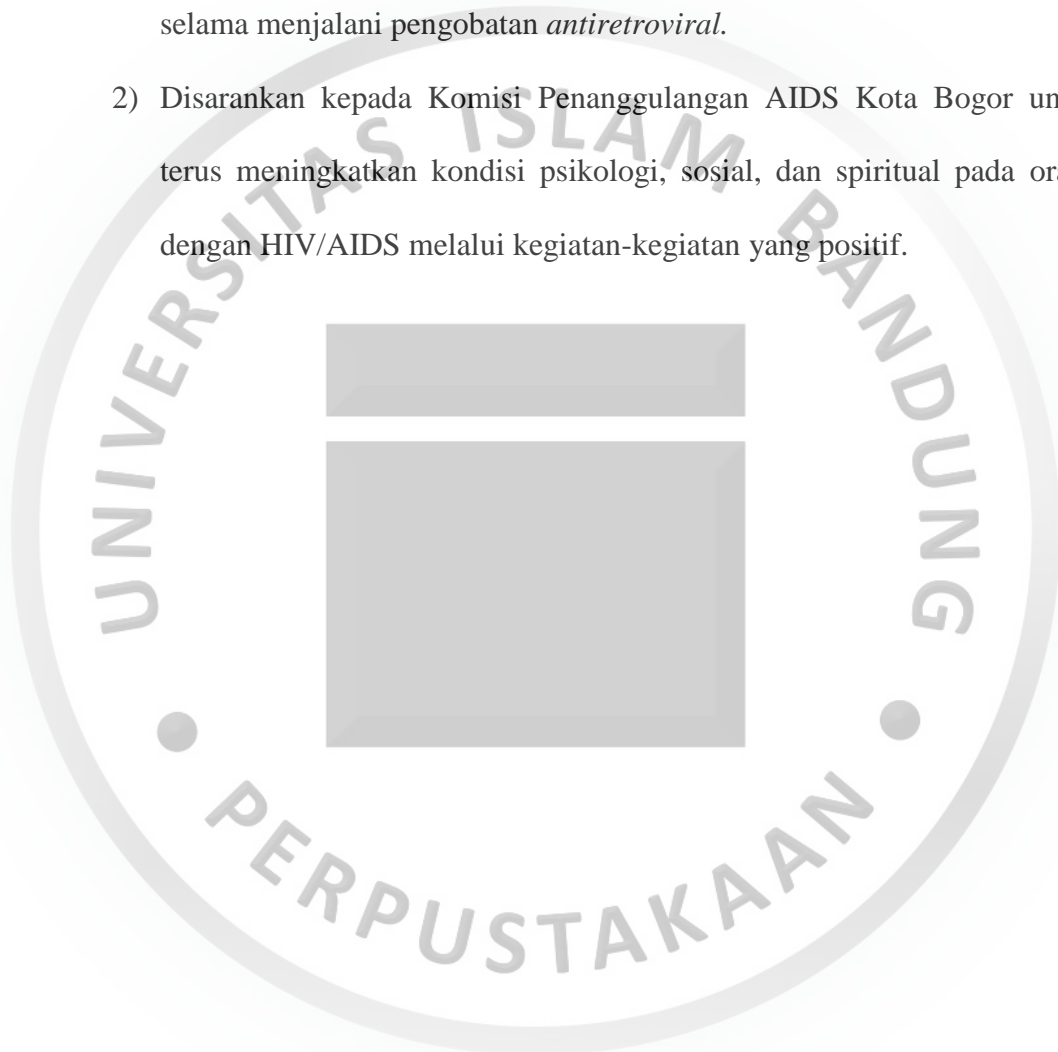 selama menjalani pengobatan antiretroviral.
2) Disarankan kepada Komisi Penanggulangan AIDS Kota Bogor un
terus meningkatkan kondisi psikologi, sosial, dan spiritual pada ora
dengan HIV/AIDS melalui kegiatan-kegiatan yang positif.
UNIVERSITAS ISLAM BANDUNG
• PERPUSTAKAAN •